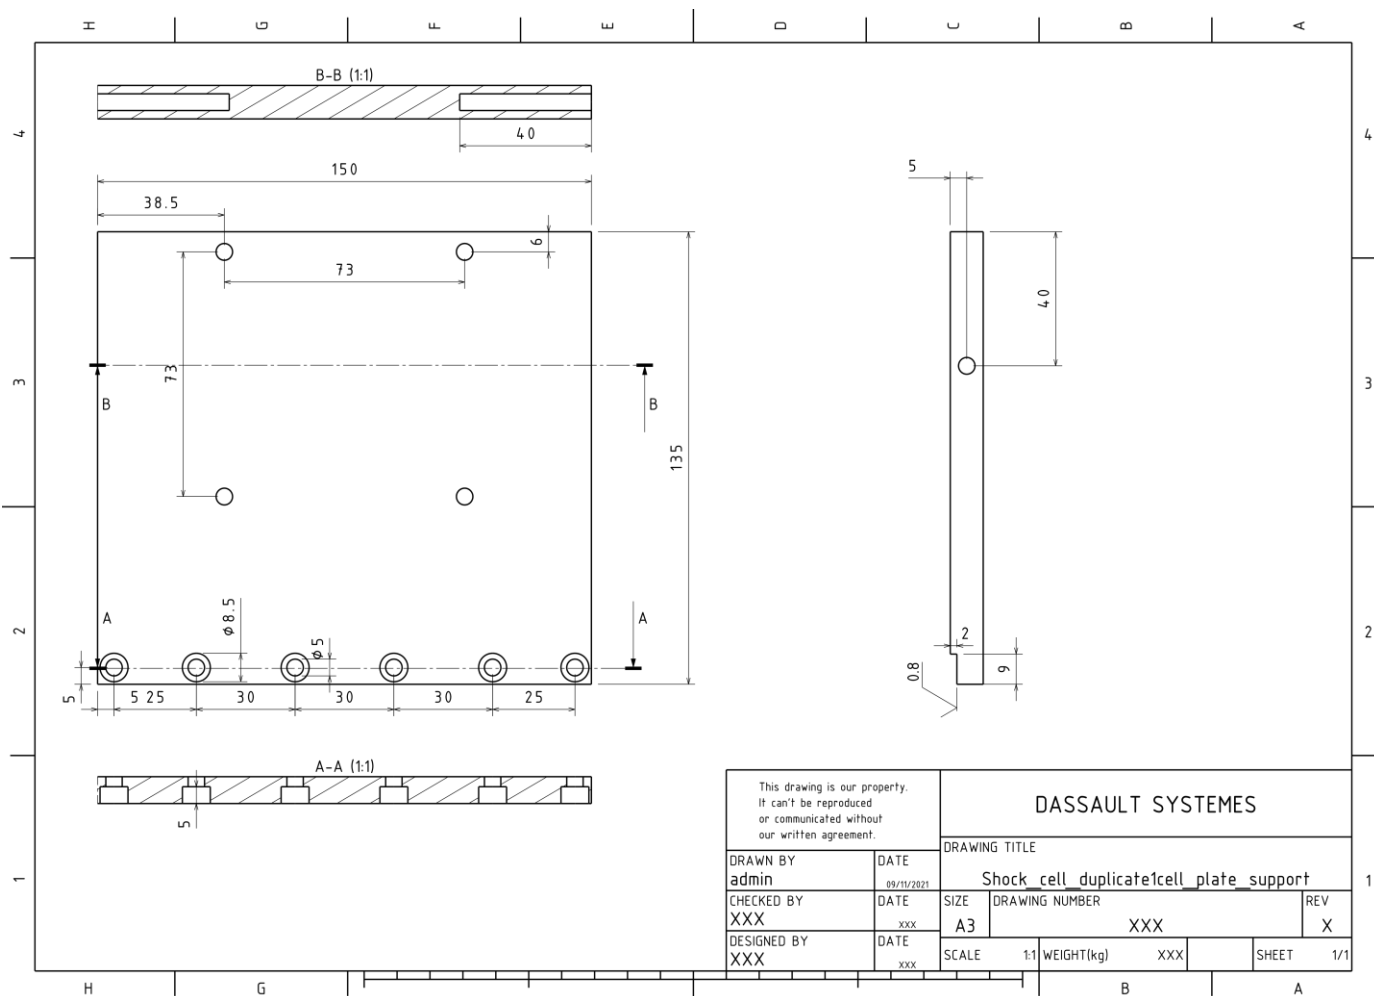 H G F E D C B A
B-B (1:1)
40
150
38.5
6
73
73
B
B
135
A
A
ϕ8.5
ϕ5
5
5 25 30 30 30 25
A-A (1:1)
5
5
40
2
9
0.8
4
3
2
1
4
3
2
1
This drawing is our property.
It can't be reproduced
or communicated without
our written agreement.
DASSAULT SYSTEMES
DRAWING TITLE
Shock_cell_duplicate1cell_plate_support
DRAWN BY
admin
DATE
09/11/2021
CHECKED BY
XXX
DATE
XXX
DESIGNED BY
XXX
DATE
XXX
SIZE
A3
DRAWING NUMBER
XXX
REV
X
SCALE 1:1
WEIGHT(kg) XXX
SHEET 1/1
H G B A